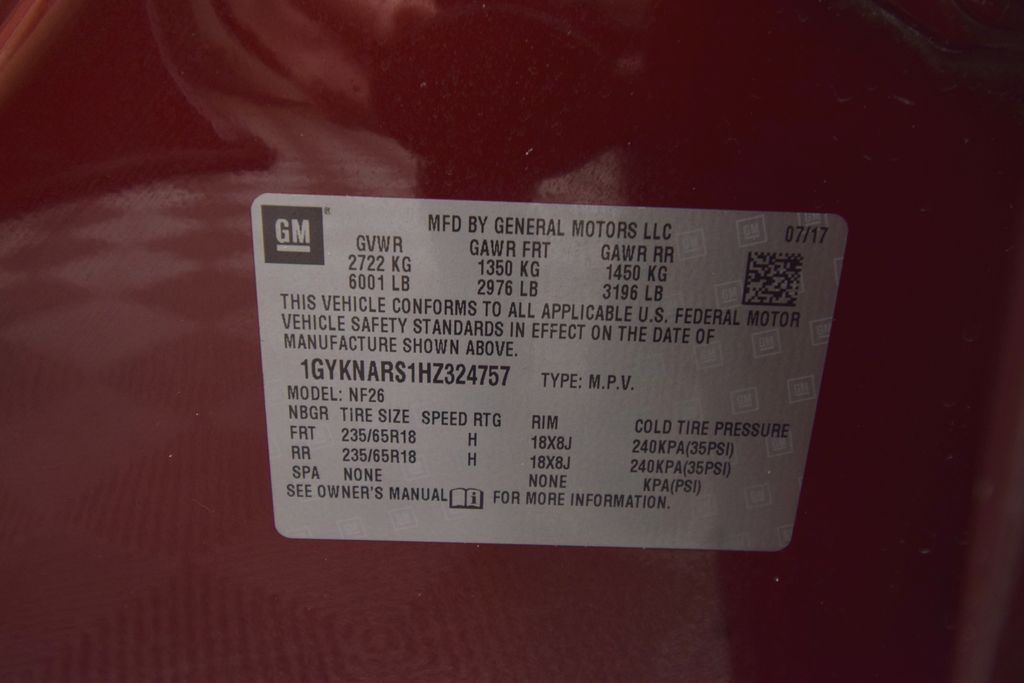 GM
MFD BY GENERAL MOTORS LLC 07/17
GVWR GAWR FRT GAWR RR
2722 KG 1350 KG 1450 KG
6001 LB 2976 LB 3196 LB
THIS VEHICLE CONFORMS TO ALL APPLICABLE U.S. FEDERAL MOTOR
VEHICLE SAFETY STANDARDS IN EFFECT ON THE DATE OF
MANUFACTURE SHOWN ABOVE.
1GYKNARS1HZ324757 TYPE: M.P.V.
MODEL: NF26
NBGR TIRE SIZE SPEED RTG RIM COLD TIRE PRESSURE
FRT 235/65R18 H 18X8J 240KPA(35PSI)
RR 235/65R18 H 18X8J 240KPA(35PSI)
SPA NONE NONE KPA(PSI)
SEE OWNER'S MANUAL i FOR MORE INFORMATION.